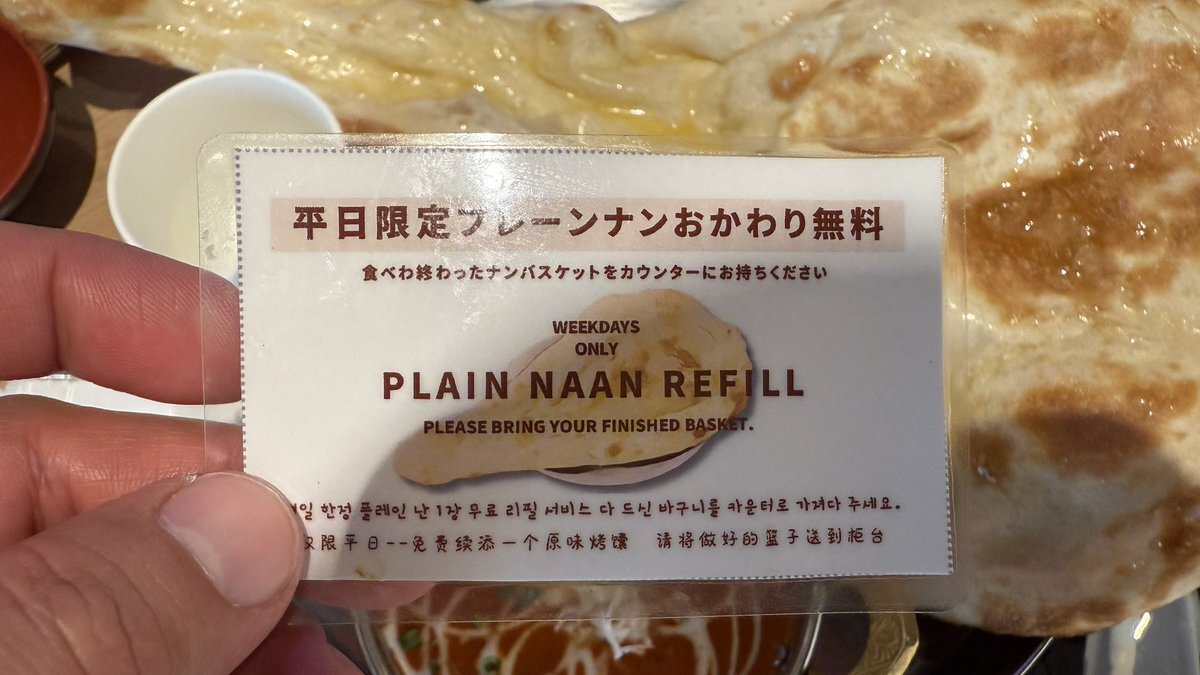 平日限定プレーンナンおかわり無料
食べわ終わったナンバスケットをカウンターにお持ちください
WEEKDAYS
ONLY
PLAIN NAAN REFILL
PLEASE BRING YOUR FINISHED BASKET.
한정 플레인 난 1장 무료 리필 서비스 다 드신 바구니를 카운터로 가져다 주세요.
限平日--免费续添一个原味烤馕 请将做好的篮子送到柜台